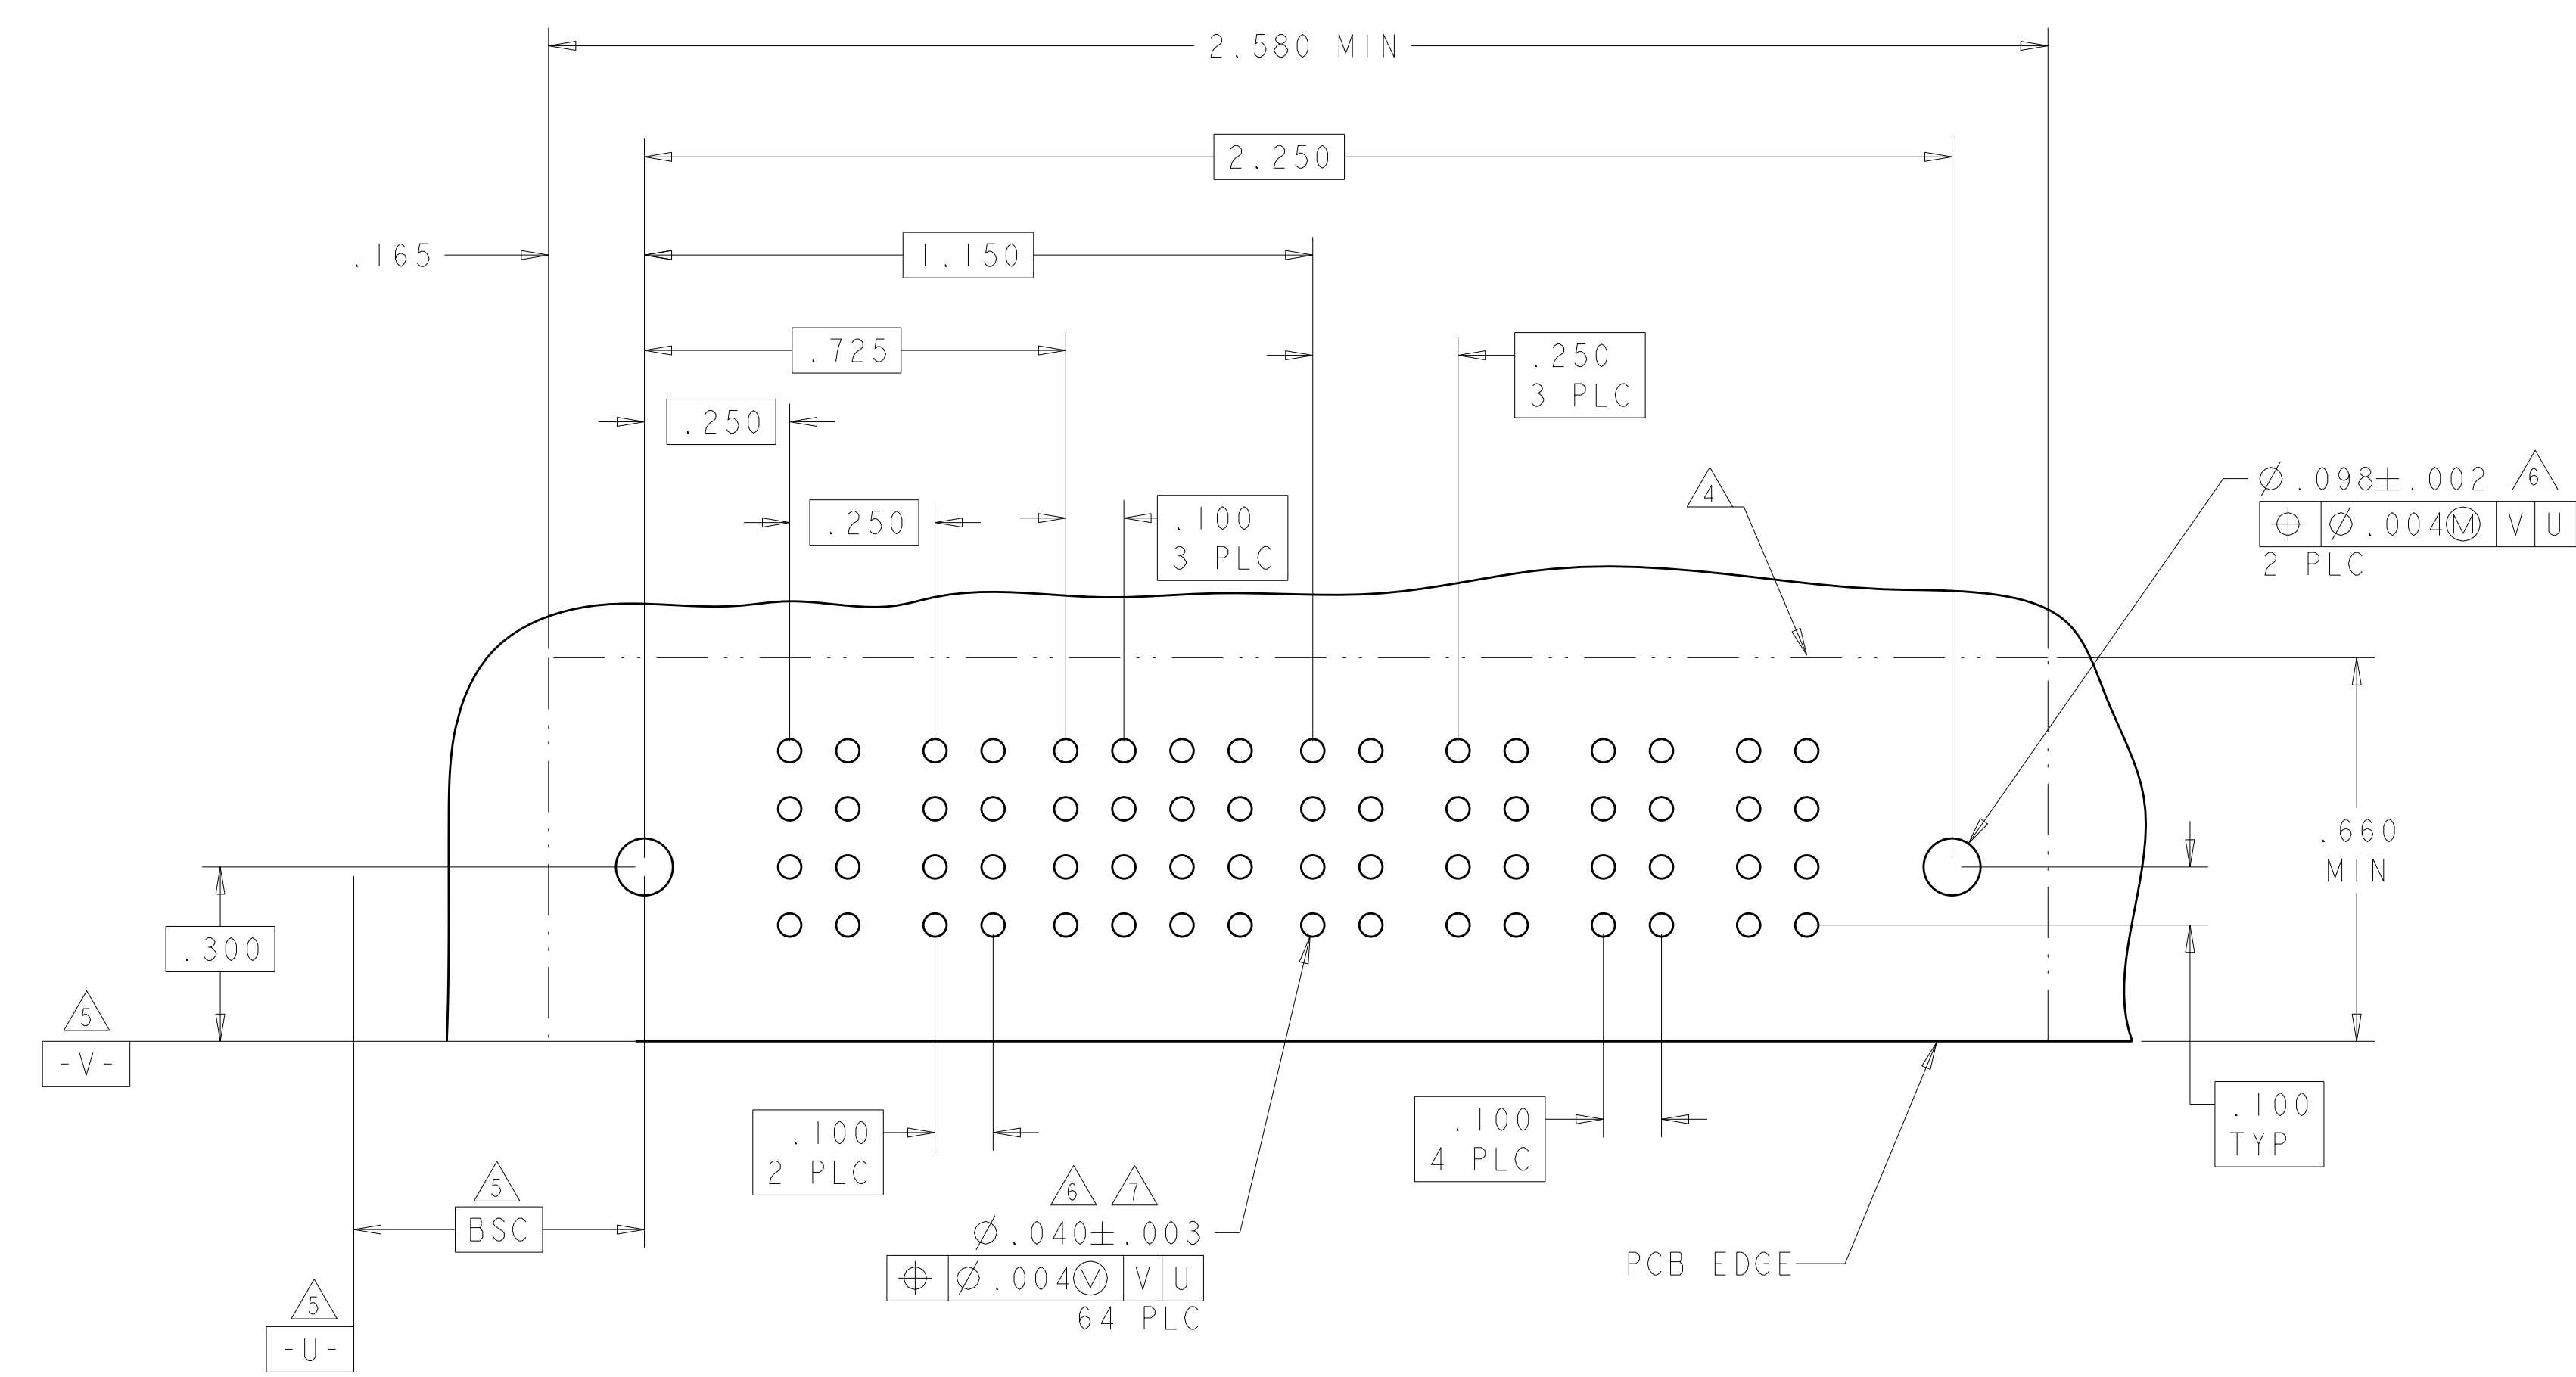 2.580 MIN
2.250
.165
1.150
.725
.250
3 PLC
.250
.250
.100
3 PLC
4
⌀.098±.002 6
⌖ ⌀.004Ⓜ V U
2 PLC
.660
MIN
.300
5
-V-
.100
TYP
.100
2 PLC
.100
4 PLC
5
BSC
6 7
⌀.040±.003
⌖ ⌀.004Ⓜ V U
64 PLC
PCB EDGE
5
-U-